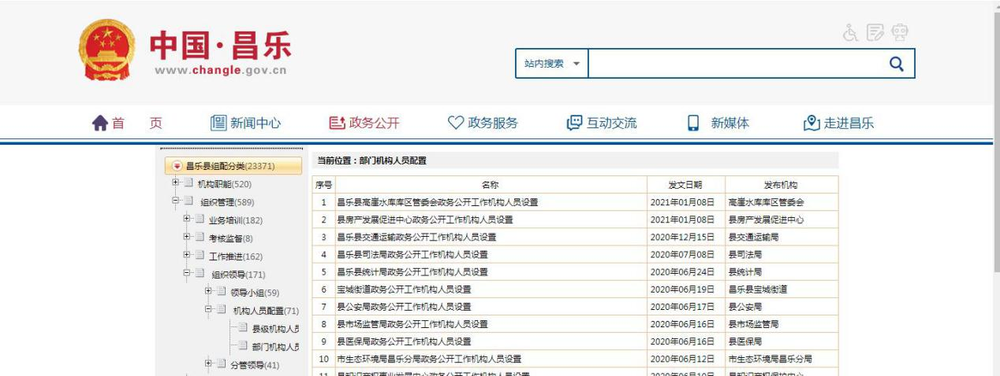 中国·昌乐
www.changle.gov.cn
站内搜索
首 页 新闻中心 政务公开 政务服务 互动交流 新媒体 走进昌乐
昌乐县组配分类(23371)
机构职能(520)
组织管理(589)
业务培训(182)
考核监督(8)
工作推进(162)
组织领导(171)
领导小组(59)
机构人员配置(71)
县级机构人员
部门机构人员
分管领导(41)
当前位置：部门机构人员配置
序号 名称 发文日期 发布机构
1 昌乐县高崖水库库区管委会政务公开工作机构人员设置 2021年01月08日 高崖水库库区管委会
2 县房产发展促进中心政务公开工作机构人员设置 2021年01月08日 县房产发展促进中心
3 昌乐县交通运输政务公开工作机构人员设置 2020年12月15日 县交通运输局
4 昌乐县司法局政务公开工作机构人员设置 2020年07月08日 县司法局
5 昌乐县统计局政务公开工作机构人员设置 2020年06月24日 县统计局
6 宝城街道政务公开工作机构人员设置 2020年06月19日 昌乐县宝城街道
7 县公安局政务公开工作机构人员设置 2020年06月17日 县公安局
8 县市场监管局政务公开工作机构人员设置 2020年06月16日 县市场监管局
9 县医保局政务公开工作机构人员设置 2020年06月16日 县医保局
10 市生态环境局昌乐分局政务公开工作机构人员设置 2020年06月12日 市生态环境局昌乐分局